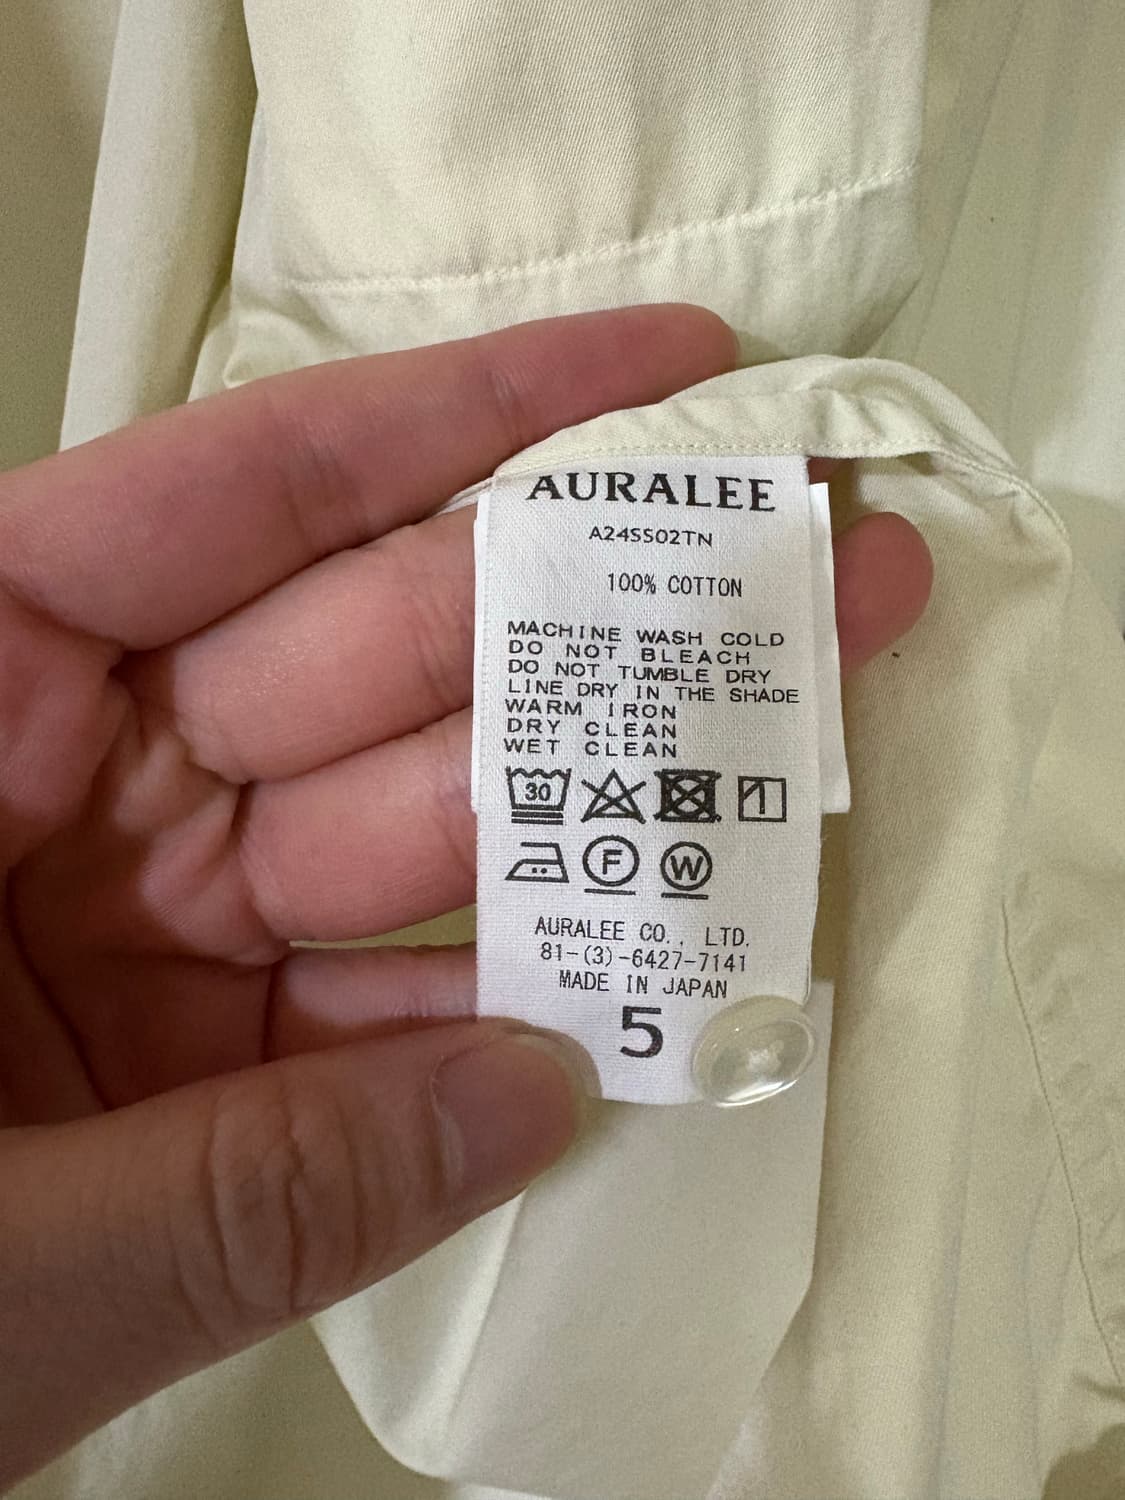 AURALEE
A24SS02TN
100% COTTON
MACHINE WASH COLD
DO NOT BLEACH
DO NOT TUMBLE DRY
LINE DRY IN THE SHADE
WARM IRON
DRY CLEAN
WET CLEAN
30
F W
AURALEE CO., LTD.
81-(3)-6427-7141
MADE IN JAPAN
5